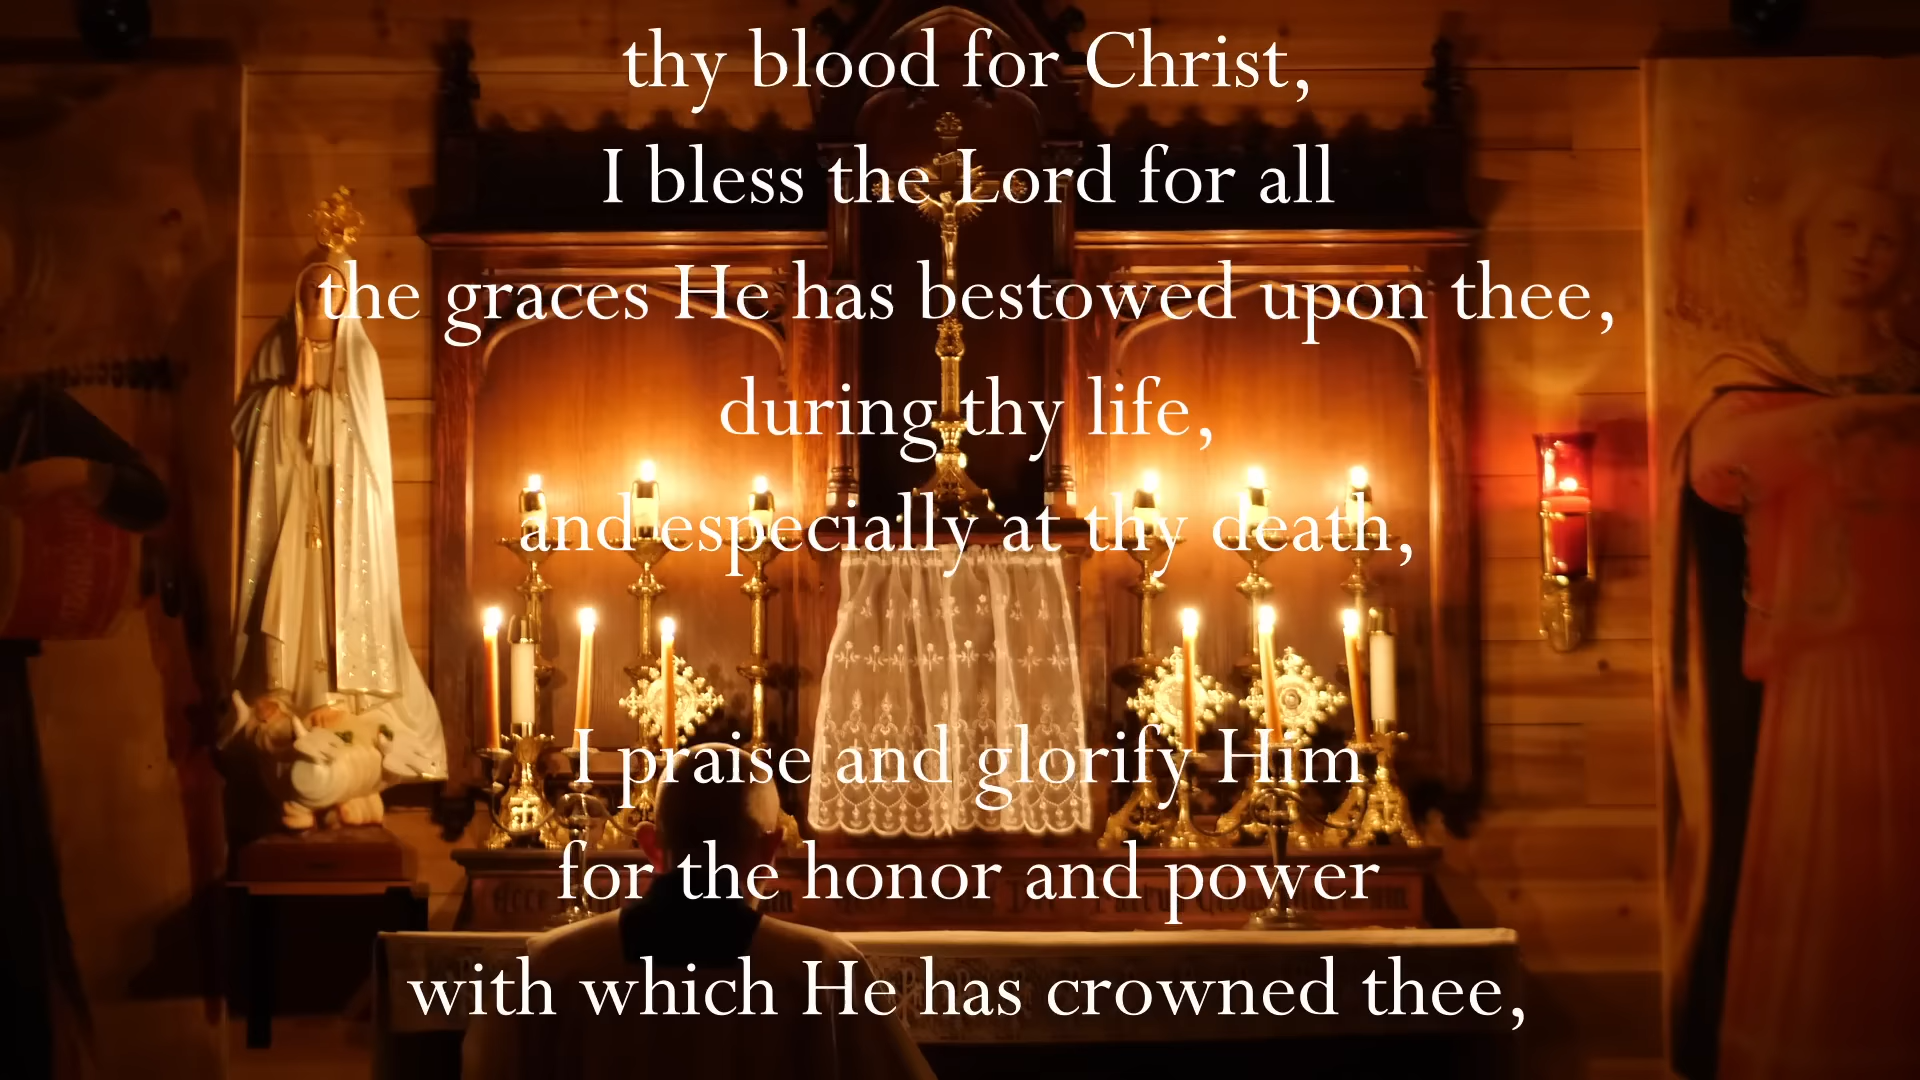 thy blood for Christ,
I bless the Lord for all
the graces He has bestowed upon thee,
during thy life,
and especially at thy death,
I praise and glorify Him
for the honor and power
with which He has crowned thee,